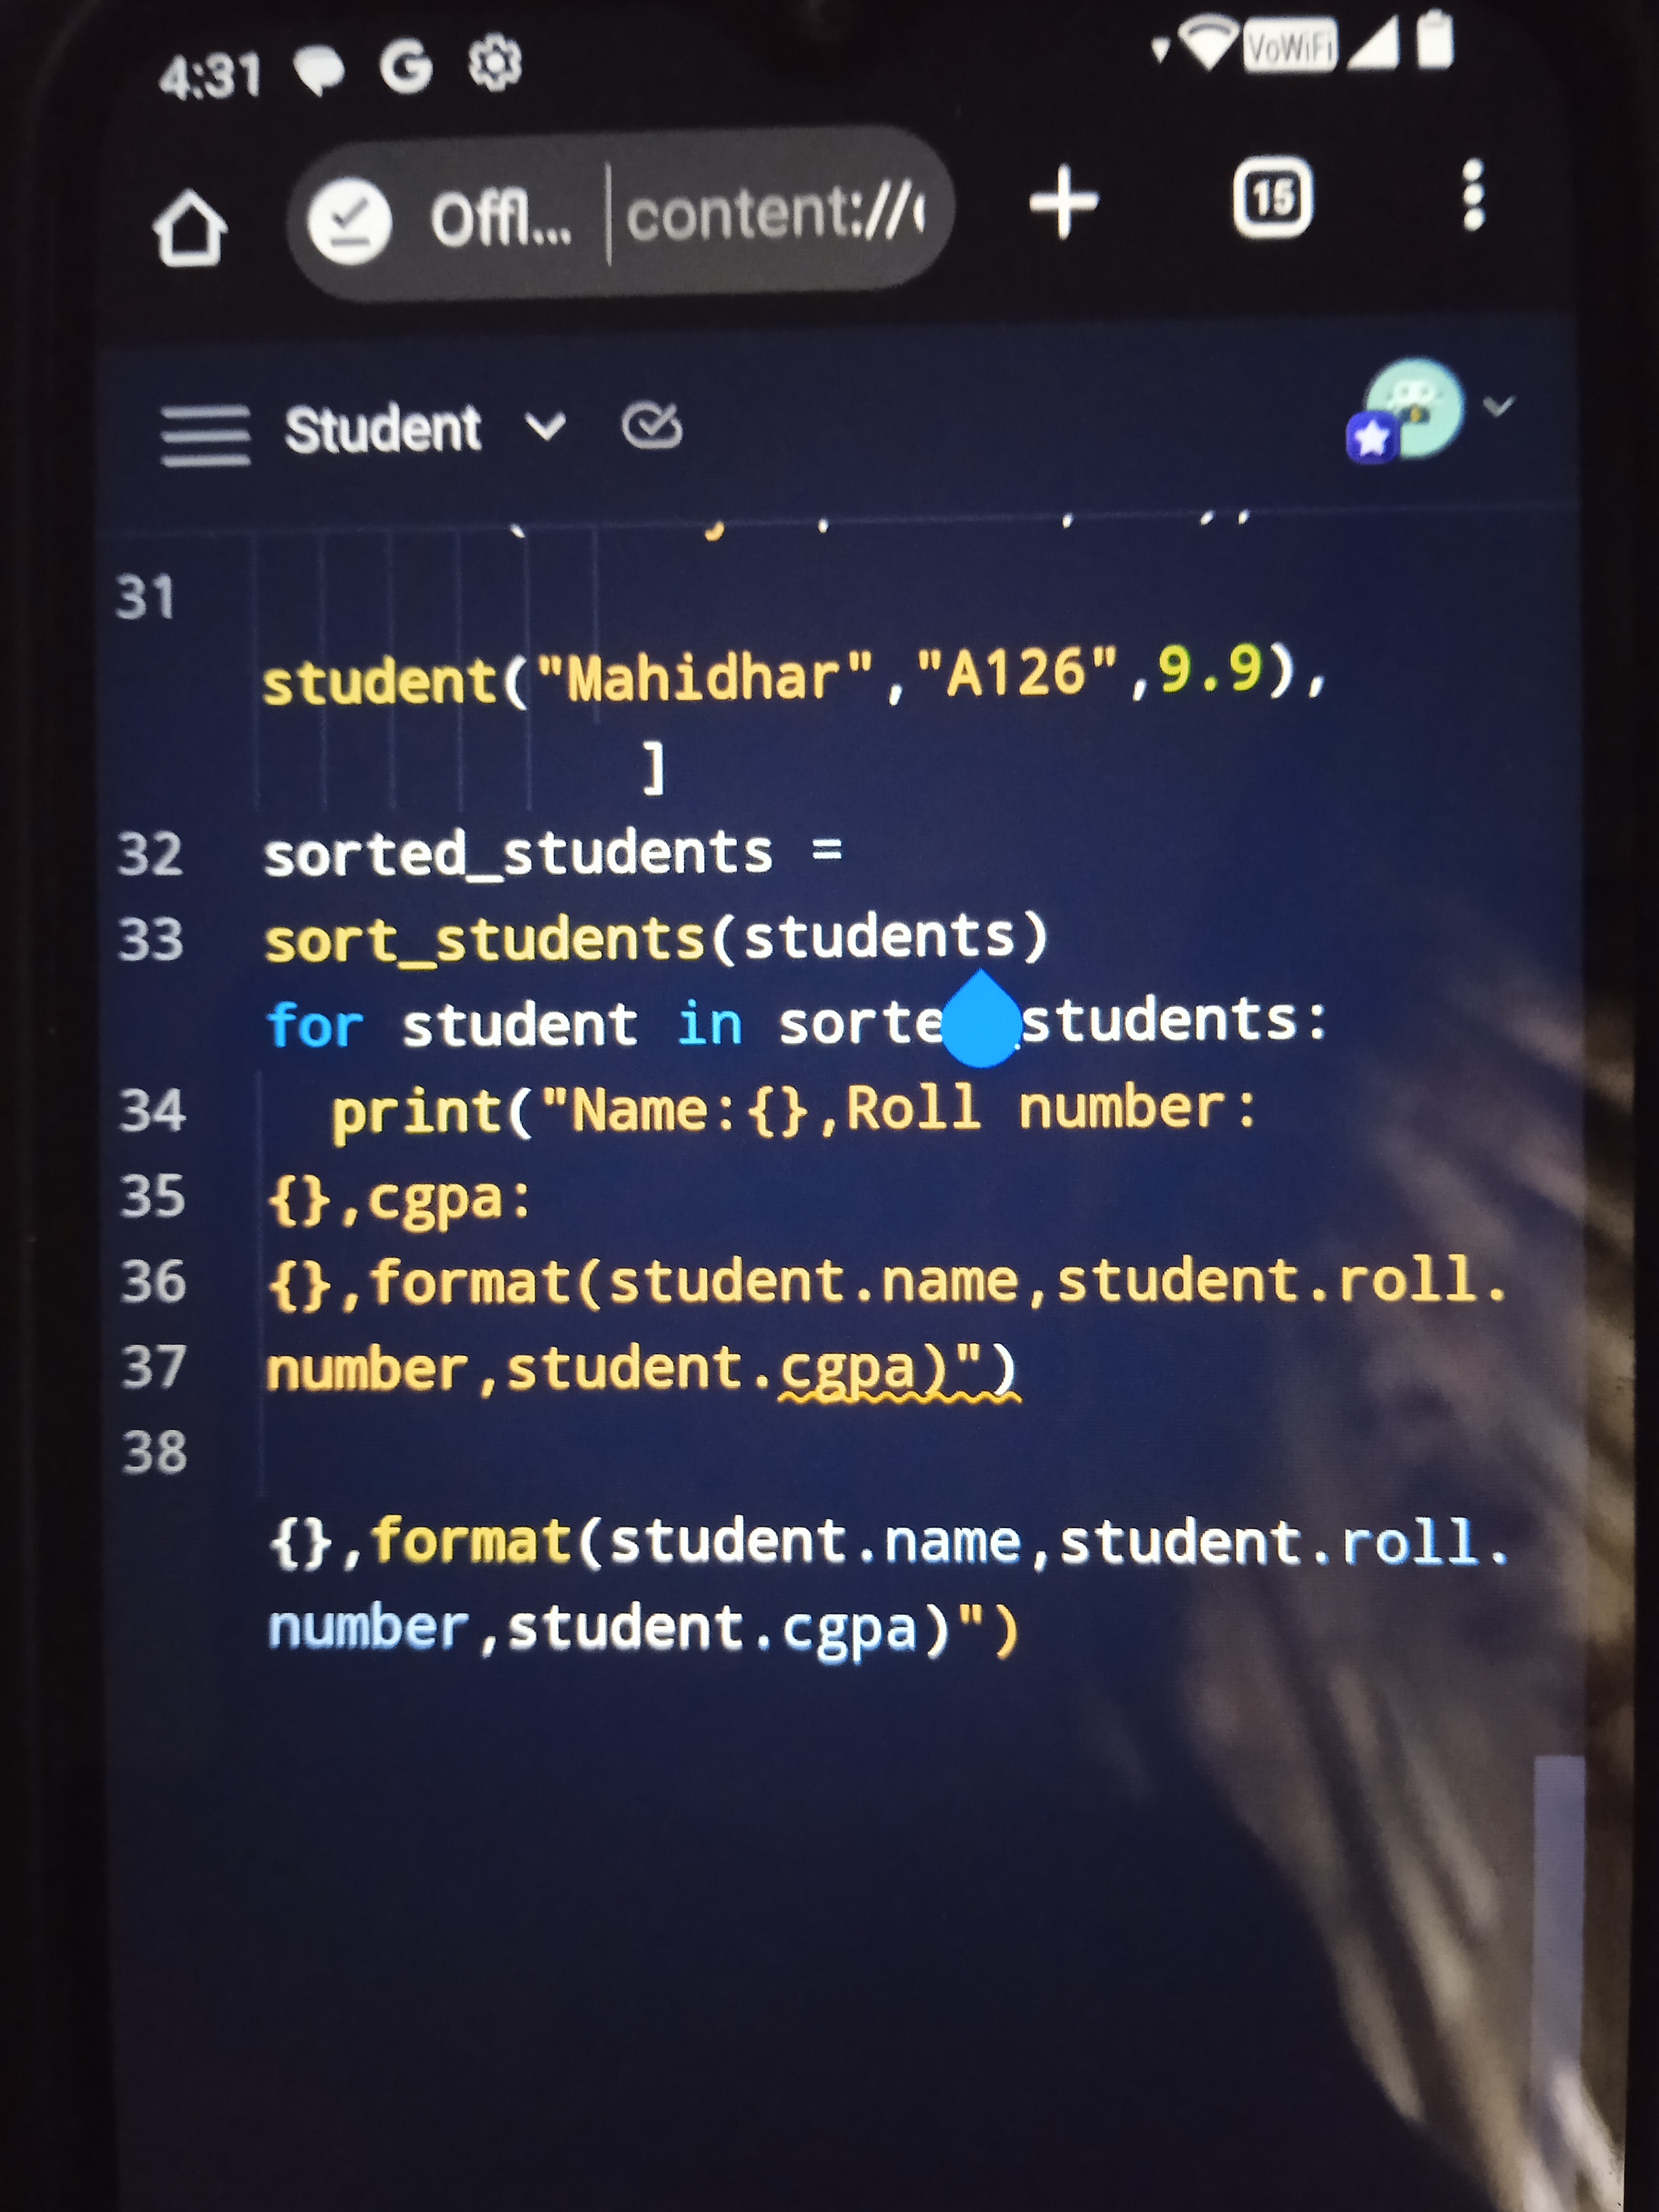 4:31 G VoWiFi
Offl... content:// 15
Student
31
student("Mahidhar","A126",9.9),
]
32 sorted_students =
33 sort_students(students)
for student in students:
34 print("Name:{},Roll number:
35 {},cgpa:
36 {},format(student.name,student.roll.
37 number,student.cgpa)")
38
{},format(student.name,student.roll.
number,student.cgpa)")